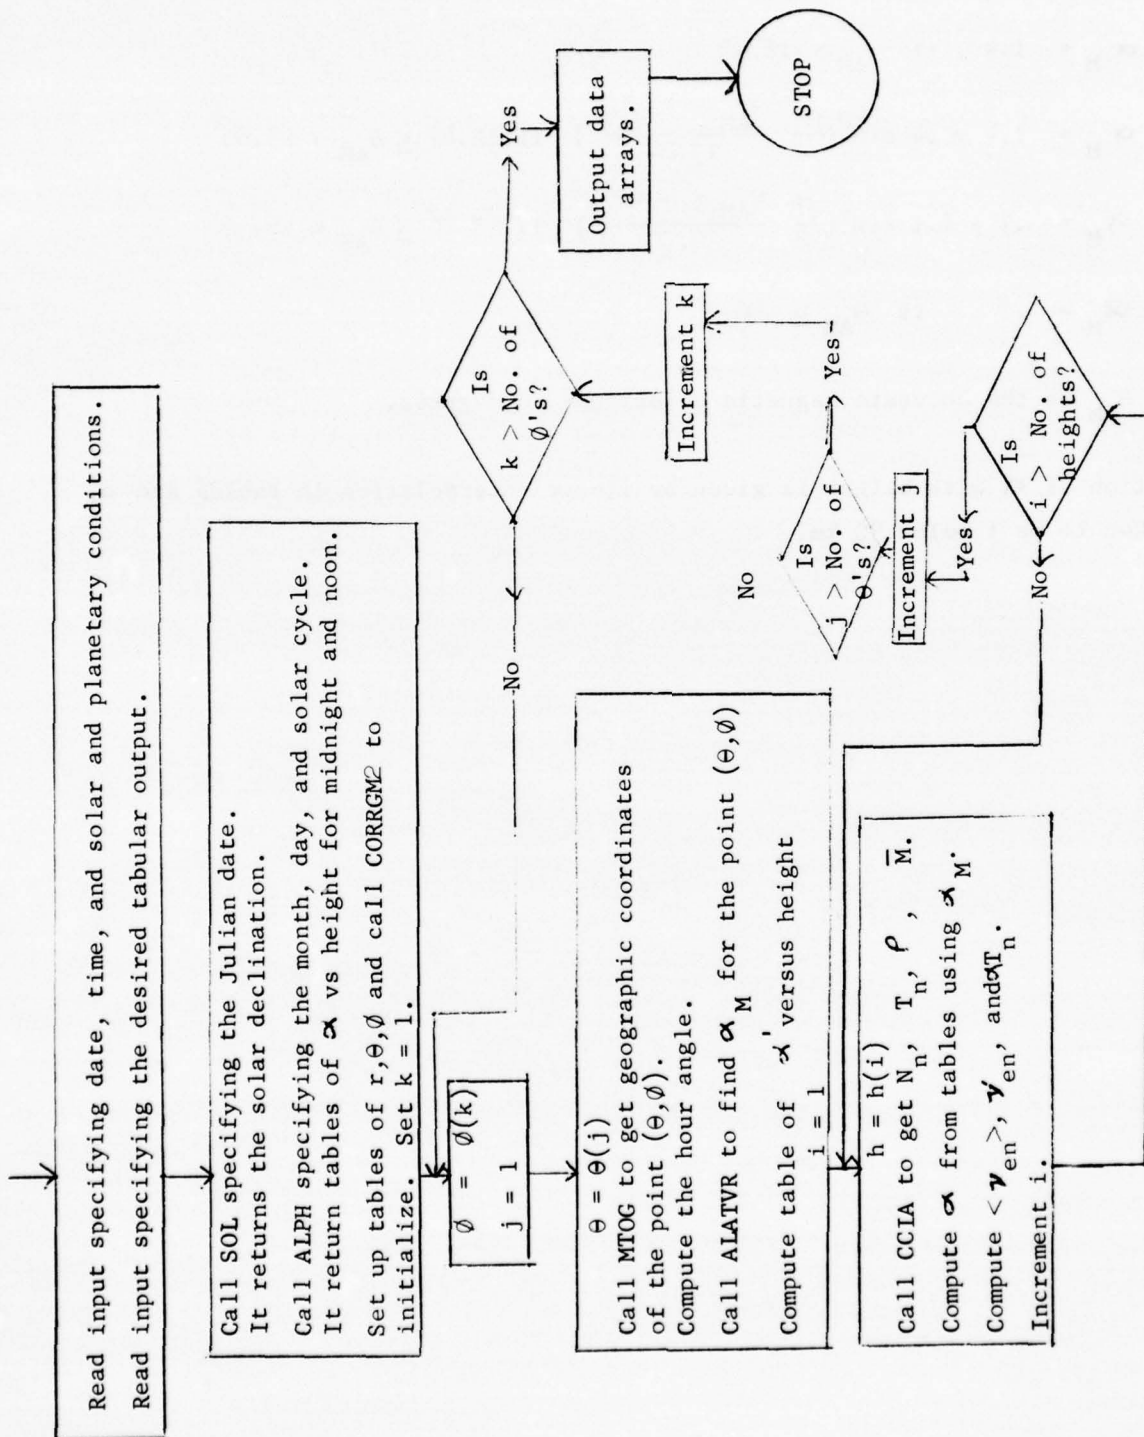 Read input specifying date, time, and solar and planetary conditions.
Read input specifying the desired tabular output.
Call SOL specifying the Julian date.
It returns the solar declination.
Call ALPH specifying the month, day, and solar cycle.
It return tables of α vs height for midnight and noon.
Set up tables of r,θ,ø and call CORRGM2 to
initialize. Set k = 1.
ø = ø(k)
j = 1
θ = θ(j)
Call MTOG to get geographic coordinates
of the point (θ,ø).
Compute the hour angle.
Call ALATVR to find α_M for the point (θ,ø)
Compute table of α' versus height
i = 1
h = h(i)
Call CCIA to get N_n, T_n, ρ, M̅.
Compute α from tables using α_M.
Compute < ν_en >, ν'_en, and αT_n.
Increment i.
Is
i > No. of
heights?
No
Yes
Increment j
Is
j > No. of
θ's?
No
Yes
Increment k
Is
k > No. of
ø's?
No
Yes
Output data
arrays.
STOP